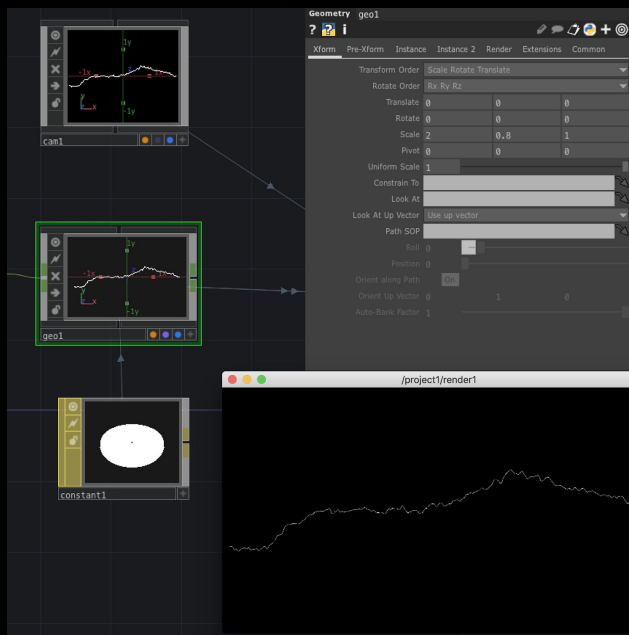 Geometry geo1
? ? i
Xform Pre-Xform Instance Instance 2 Render Extensions Common
Transform Order Scale Rotate Translate
Rotate Order Rx Ry Rz
Translate 0 0 0
Rotate 0 0 0
Scale 2 0.8 1
Pivot 0 0 0
Uniform Scale 1
Constrain To
Look At
Look At Up Vector Use up vector
Path SOP
Roll 0
Position 0
Orient along Path On
Orient Up Vector 0 1 0
Auto-Bank Factor 1
1y
-1x z 1x
y
z x
-1y
cam1
1y
-1x z 1x
y
z x
-1y
geo1
constant1
/project1/render1